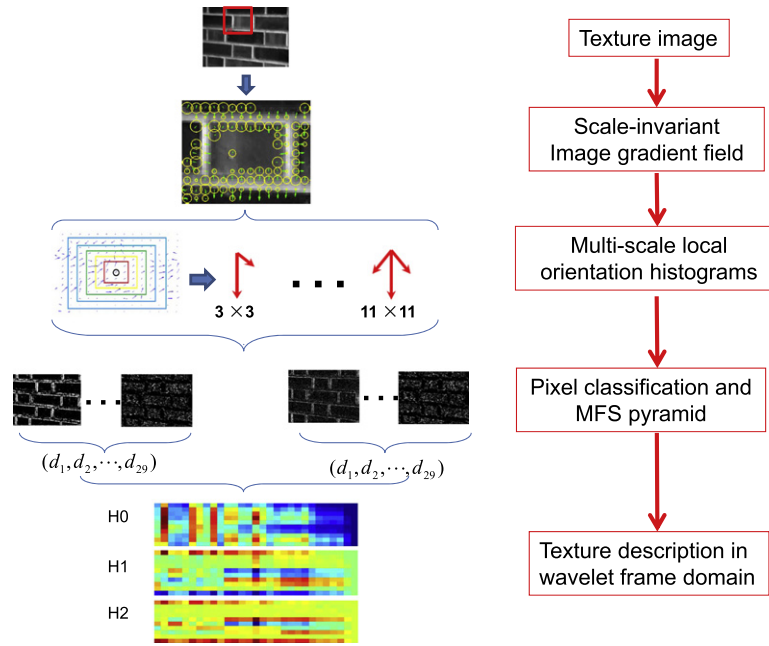 Texture image
Scale-invariant
Image gradient field
Multi-scale local
orientation histograms
3 ×3
11 ×11
Pixel classification and
MFS pyramid
(d1,d2,⋯,d29)
(d1,d2,⋯,d29)
H0
H1
H2
Texture description in
wavelet frame domain